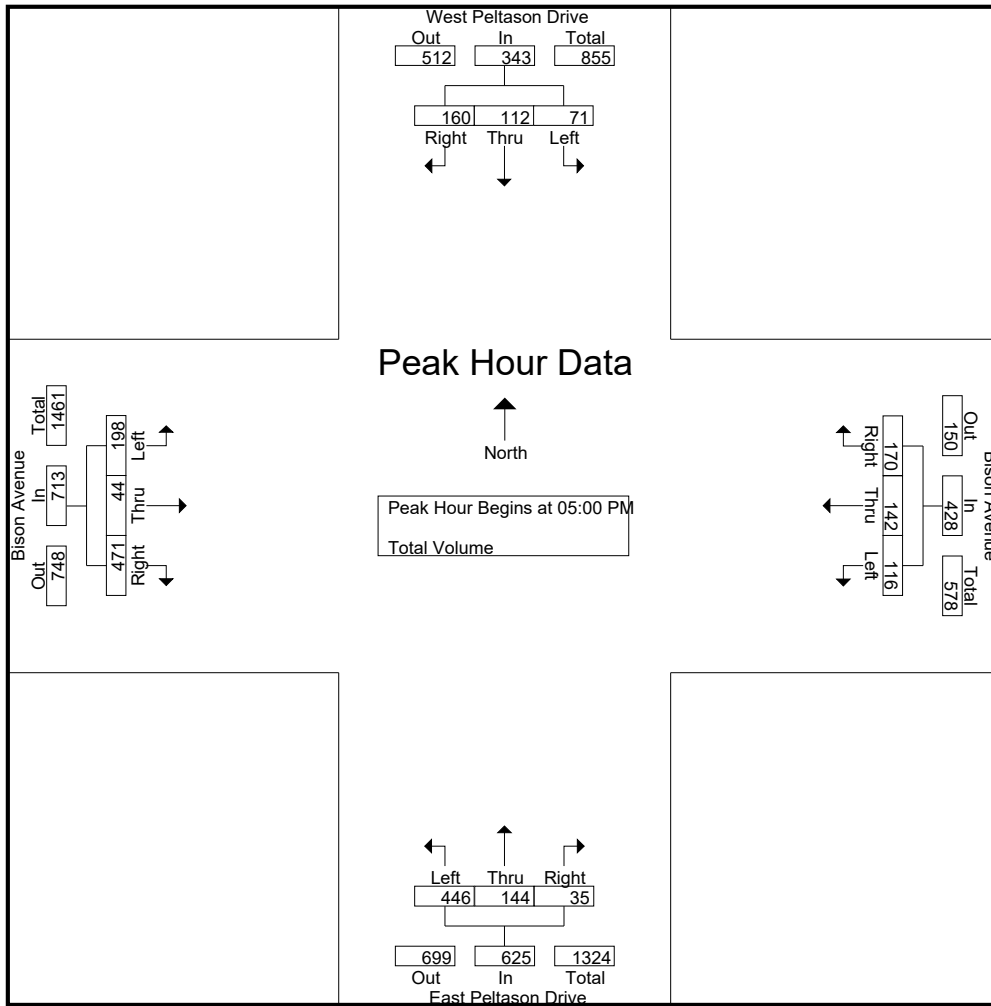 West Peltason Drive
Out In Total
512 343 855
160 112 71
Right Thru Left
Peak Hour Data
North
Peak Hour Begins at 05:00 PM
Total Volume
Bison Avenue
Total In Out
1461 713 748
198 44 471
Left Thru Right
Bison Avenue
Out In Total
150 428 578
170 142 116
Right Thru Left
Left Thru Right
446 144 35
699 625 1324
Out In Total
East Peltason Drive